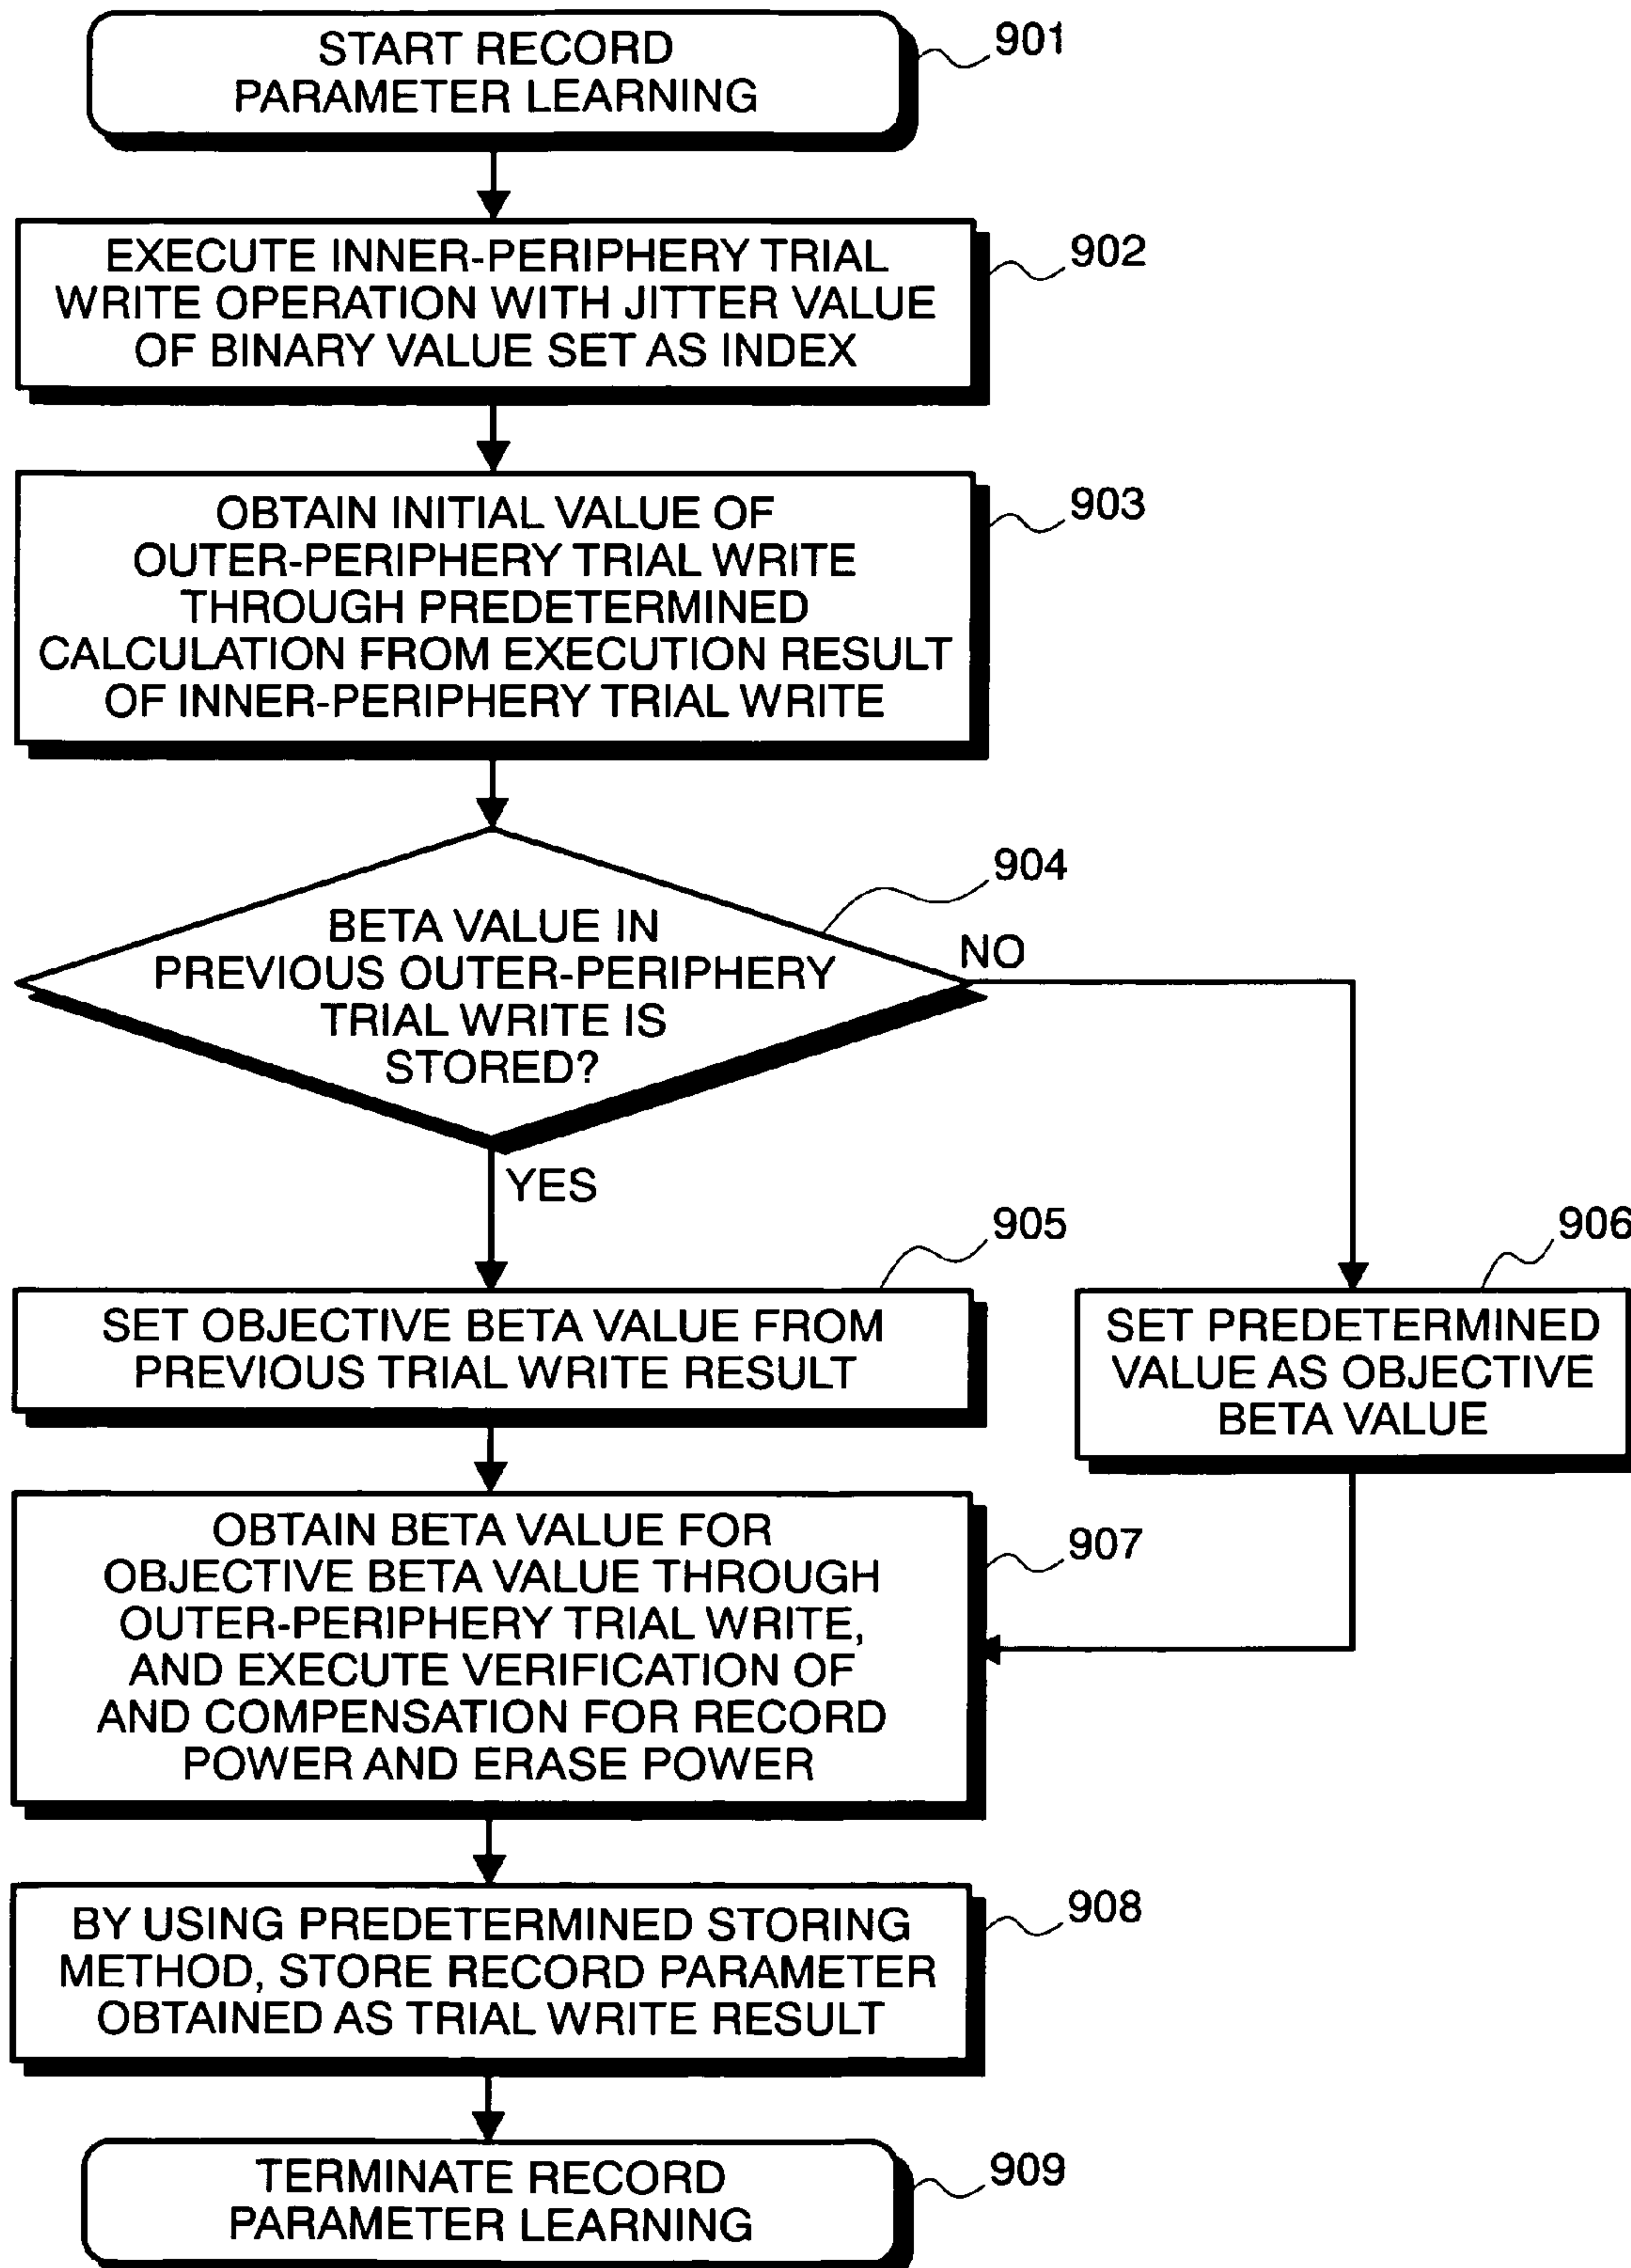 START RECORD
PARAMETER LEARNING
901
EXECUTE INNER-PERIPHERY TRIAL
WRITE OPERATION WITH JITTER VALUE
OF BINARY VALUE SET AS INDEX
902
OBTAIN INITIAL VALUE OF
OUTER-PERIPHERY TRIAL WRITE
THROUGH PREDETERMINED
CALCULATION FROM EXECUTION RESULT
OF INNER-PERIPHERY TRIAL WRITE
903
BETA VALUE IN
PREVIOUS OUTER-PERIPHERY
TRIAL WRITE IS
STORED?
904
NO
YES
SET OBJECTIVE BETA VALUE FROM
PREVIOUS TRIAL WRITE RESULT
905
SET PREDETERMINED
VALUE AS OBJECTIVE
BETA VALUE
906
OBTAIN BETA VALUE FOR
OBJECTIVE BETA VALUE THROUGH
OUTER-PERIPHERY TRIAL WRITE,
AND EXECUTE VERIFICATION OF
AND COMPENSATION FOR RECORD
POWER AND ERASE POWER
907
BY USING PREDETERMINED STORING
METHOD, STORE RECORD PARAMETER
OBTAINED AS TRIAL WRITE RESULT
908
TERMINATE RECORD
PARAMETER LEARNING
909